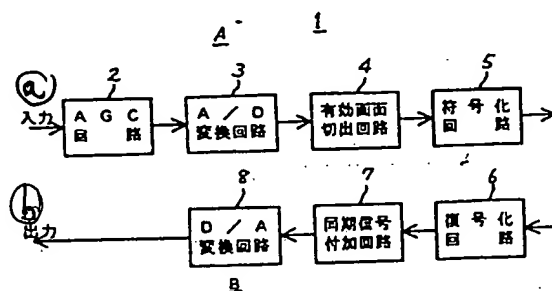 A 1
2 3 4 5
a
入力
AGC
回路
A/D
変換回路
有効画面
切出回路
符号化
回路
8 7 6
b
出力
D/A
変換回路
同期信号
付加回路
復号化
回路
B